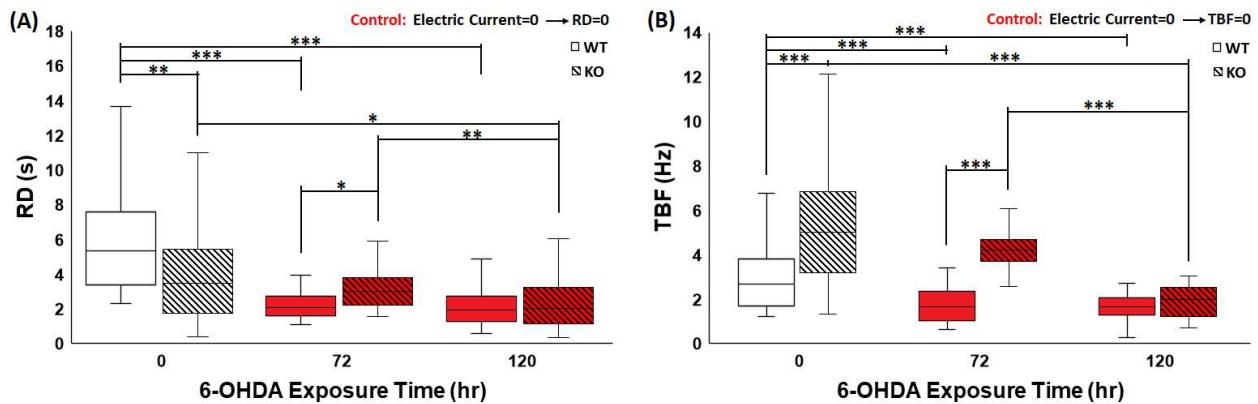 (A)
Control: Electric Current=0 → RD=0
WT
KO
18
16
14
12
10
8
6
4
2
0
RD (s)
***
***
**
*
**
*
0 72 120
6-OHDA Exposure Time (hr)
(B)
Control: Electric Current=0 → TBF=0
WT
KO
14
12
10
8
6
4
2
0
TBF (Hz)
***
***
*** ***
***
***
0 72 120
6-OHDA Exposure Time (hr)